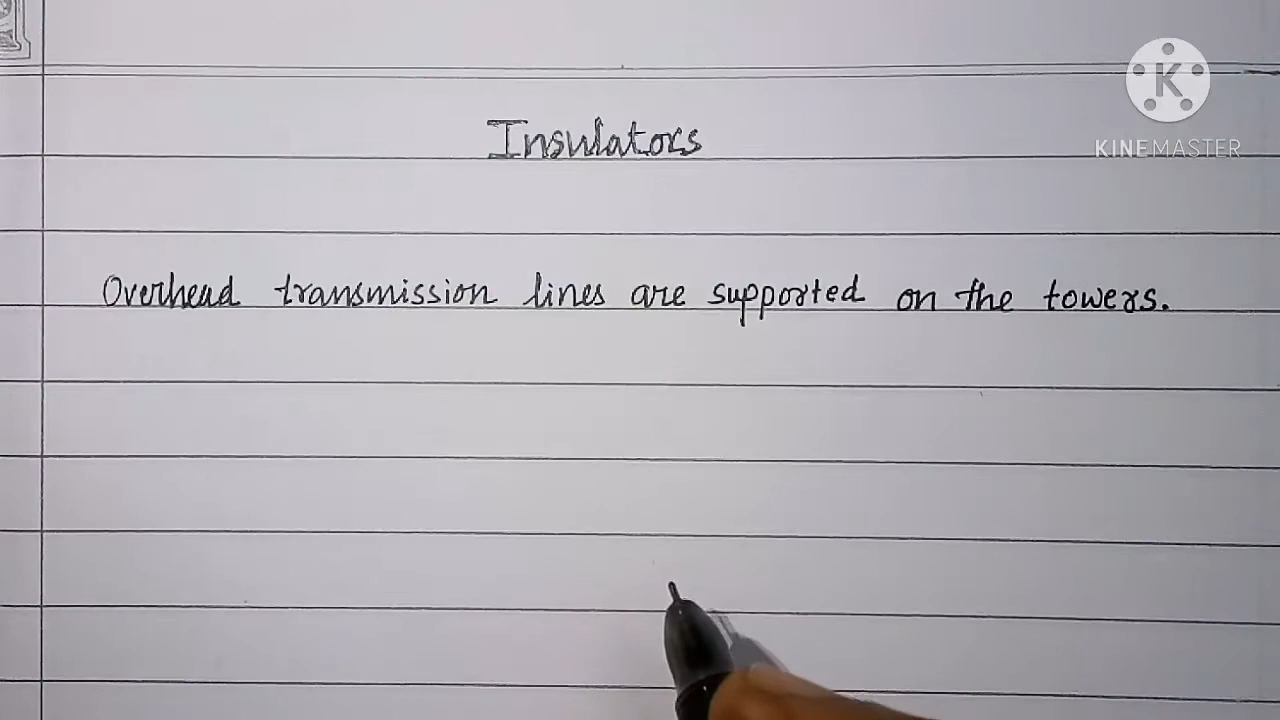 K
KINEMASTER
Insulators
Overhead transmission lines are supported on the towers.